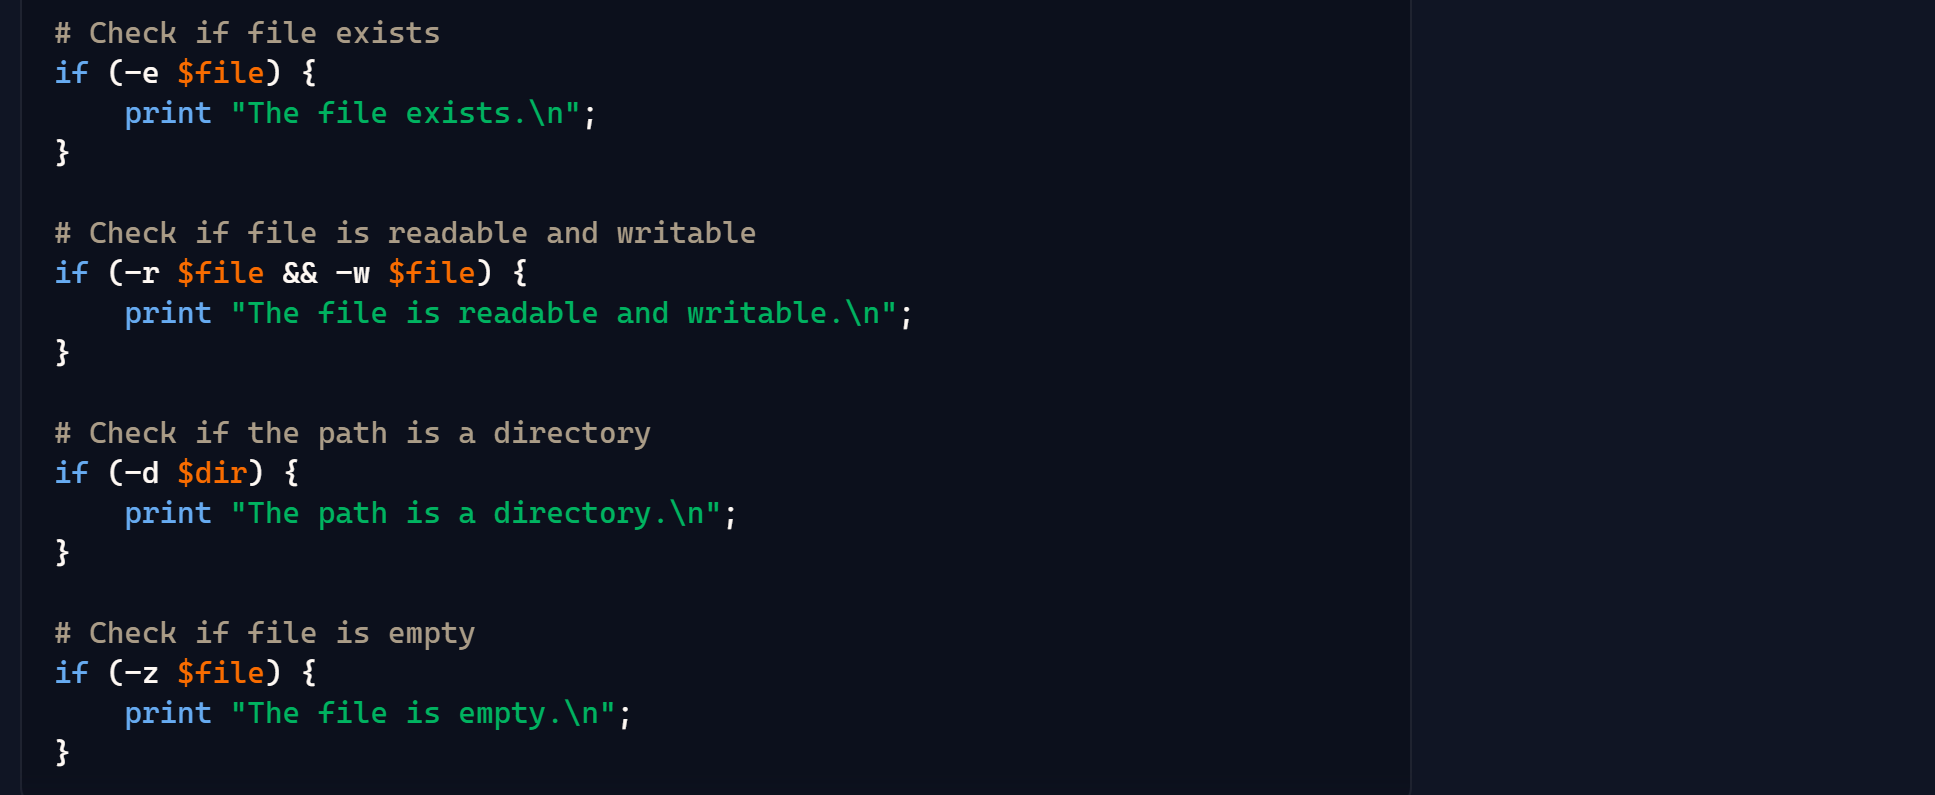 # Check if file exists
if (-e $file) {
    print "The file exists.\n";
}
# Check if file is readable and writable
if (-r $file && -w $file) {
    print "The file is readable and writable.\n";
}
# Check if the path is a directory
if (-d $dir) {
    print "The path is a directory.\n";
}
# Check if file is empty
if (-z $file) {
    print "The file is empty.\n";
}